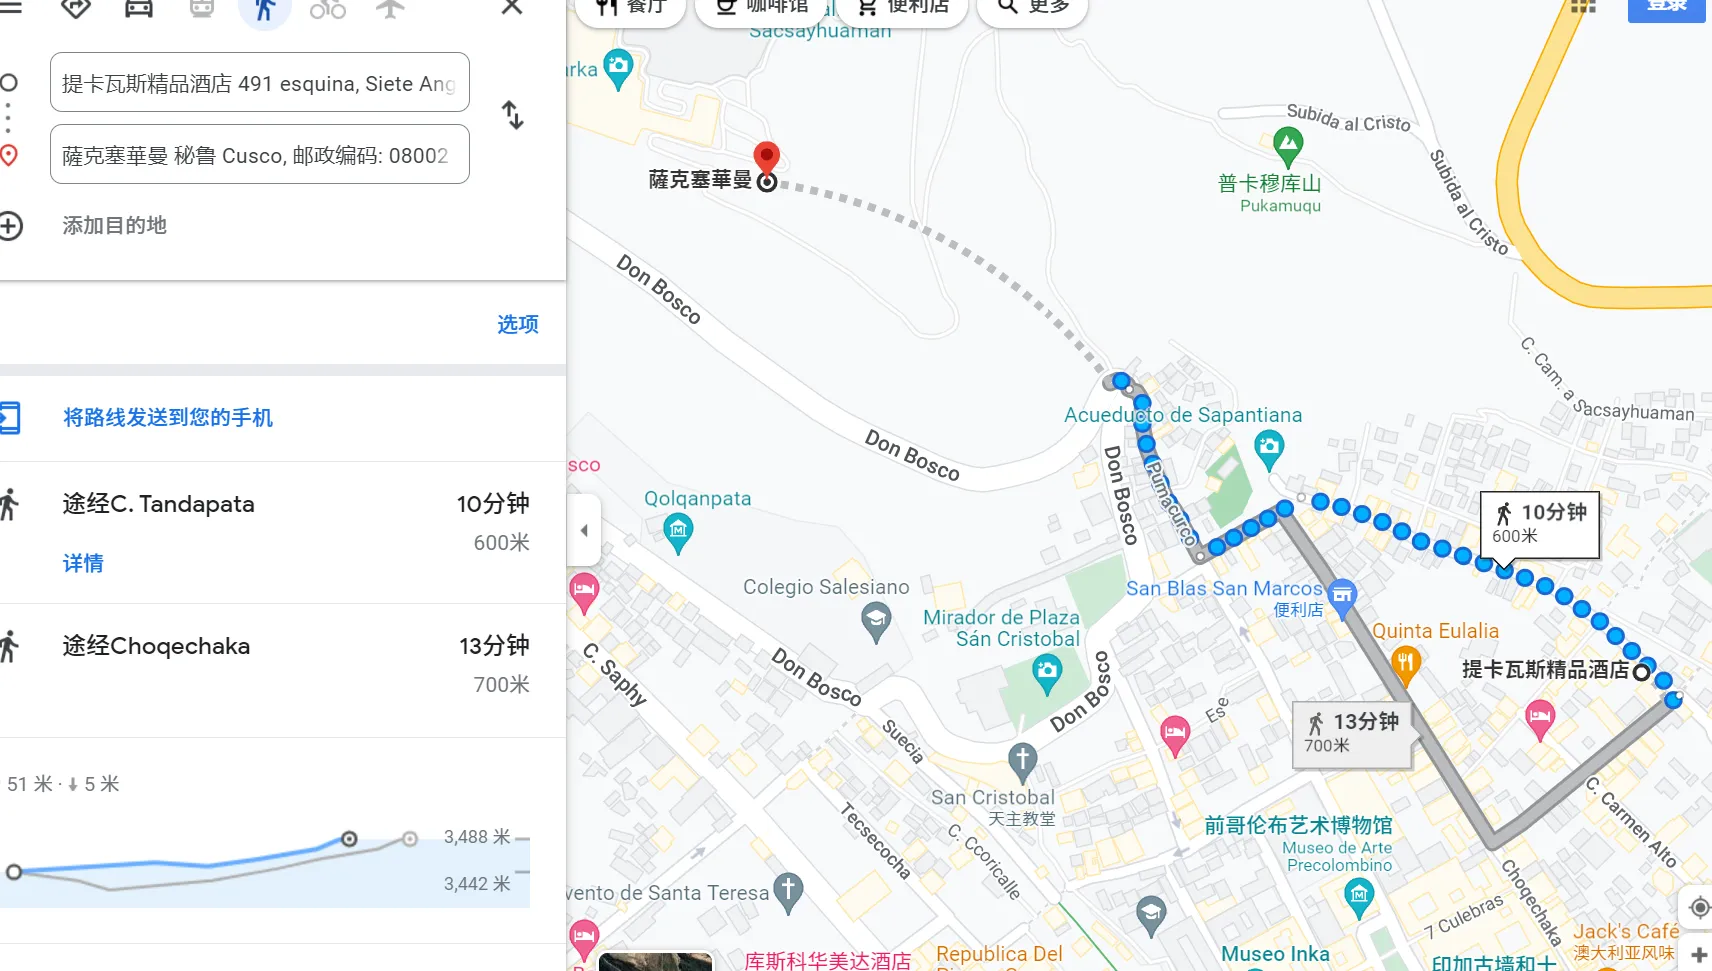 餐厅
咖啡馆
便利店
更多
登录
提卡瓦斯精品酒店 491 esquina, Siete Ang
薩克塞華曼 秘魯 Cusco, 邮政编码: 08002
添加目的地
选项
将路线发送到您的手机
途经C. Tandapata
10分钟
600米
详情
途经Choqechaka
13分钟
700米
51 米 · 5 米
3,488 米
3,442 米
Sacsayhuaman
arka
薩克塞華曼
Subida al Cristo
Subida al Cristo
普卡穆库山
Pukamuqu
Don Bosco
C. Cam. a Sacsayhuaman
Acueducto de Sapantiana
Don Bosco
Don Bosco
Pumacurco
sco
Qolqanpata
10分钟
600米
Colegio Salesiano
San Blas San Marcos
便利店
Mirador de Plaza
Sán Cristobal
Quinta Eulalia
提卡瓦斯精品酒店
C. Saphy
Don Bosco
Don Bosco
Ese
13分钟
700米
Suecia
San Cristobal
天主教堂
Tecsecocha
C. Ccoricalle
前哥伦布艺术博物馆
Museo de Arte
Precolombino
C. Carmen Alto
Choqechaka
7 Culebras
vento de Santa Teresa
Jack's Café
澳大利亚风味
库斯科华美达酒店
Republica Del
Museo Inka
印加古墙和十